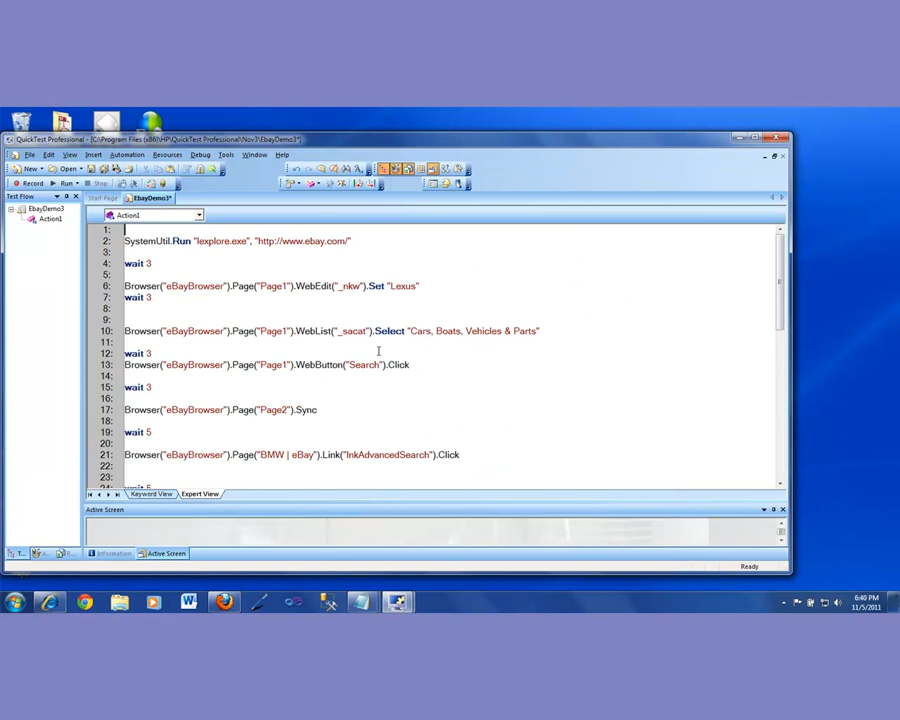 QuickTest Professional - [C:\Program Files (x86)\HP\QuickTest Professional\Nov3\EbayDemo3*]
File Edit View Insert Automation Resources Debug Tools Window Help
New Open
Record Run Stop
Test Flow
Start Page EbayDemo3*
EbayDemo3
Action1
Action1
1:
2: SystemUtil.Run "Iexplore.exe", "http://www.ebay.com/"
3:
4: wait 3
5:
6: Browser("eBayBrowser").Page("Page1").WebEdit("_nkw").Set "Lexus"
7: wait 3
8:
9:
10: Browser("eBayBrowser").Page("Page1").WebList("_sacat").Select "Cars, Boats, Vehicles & Parts"
11:
12: wait 3
13: Browser("eBayBrowser").Page("Page1").WebButton("Search").Click
14:
15: wait 3
16:
17: Browser("eBayBrowser").Page("Page2").Sync
18:
19: wait 5
20:
21: Browser("eBayBrowser").Page("BMW | eBay").Link("lnkAdvancedSearch").Click
22:
23:
24: wait 5
Keyword View Expert View
Active Screen
T... A... R...
Information Active Screen
Ready
6:40 PM
11/5/2011